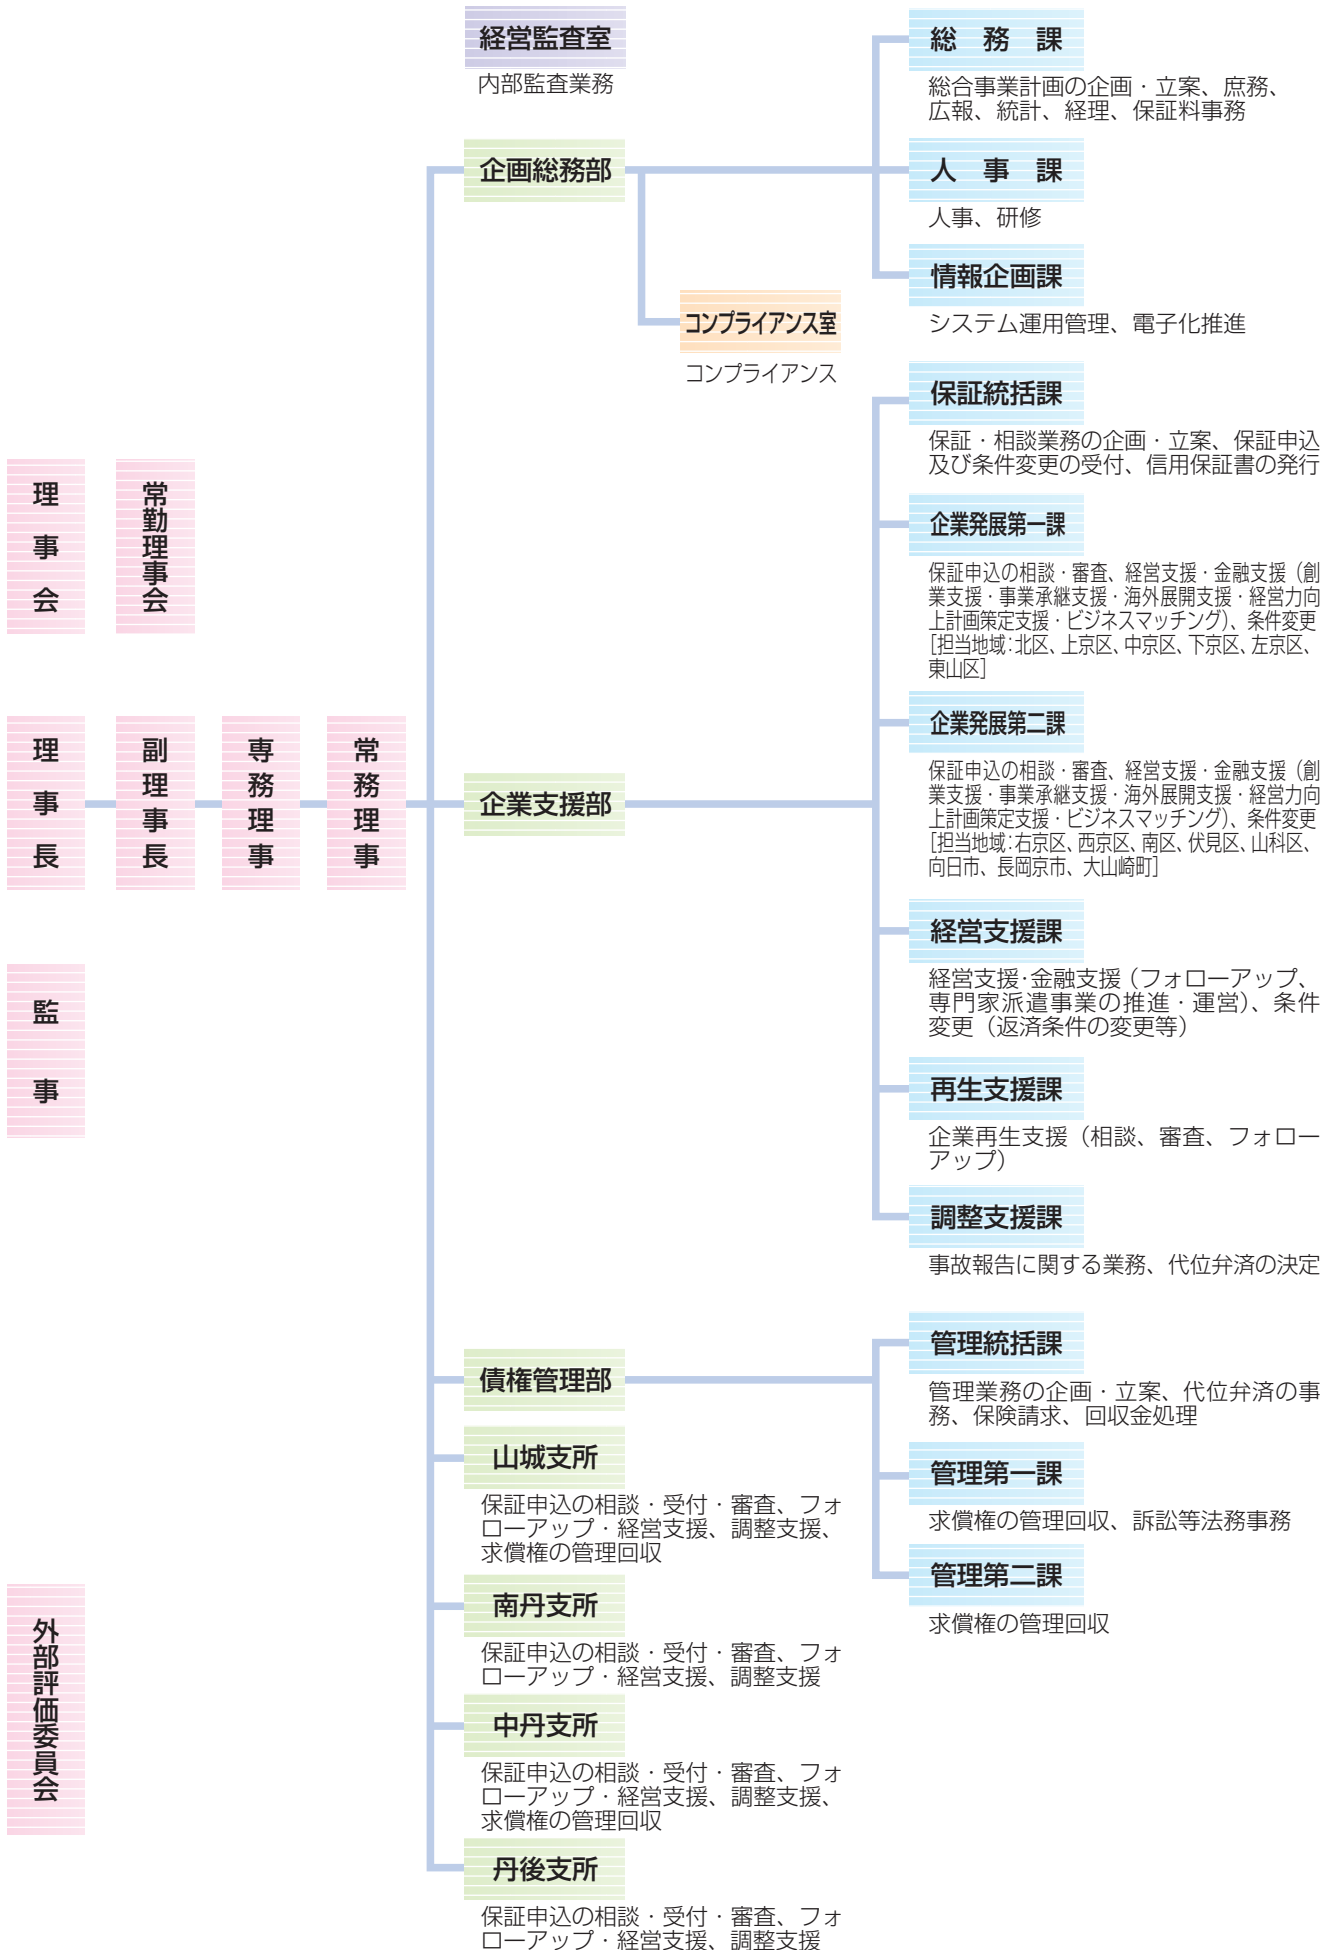 理事会
常勤理事会
理事長
副理事長
専務理事
常務理事
監事
外部評価委員会
経営監査室
内部監査業務
企画総務部
コンプライアンス室
コンプライアンス
総務課
総合事業計画の企画・立案、庶務、
広報、統計、経理、保証料事務
人事課
人事、研修
情報企画課
システム運用管理、電子化推進
企業支援部
保証統括課
保証・相談業務の企画・立案、保証申込
及び条件変更の受付、信用保証書の発行
企業発展第一課
保証申込の相談・審査、経営支援・金融支援（創
業支援・事業承継支援・海外展開支援・経営力向
上計画策定支援・ビジネスマッチング）、条件変更
［担当地域：北区、上京区、中京区、下京区、左京区、
東山区］
企業発展第二課
保証申込の相談・審査、経営支援・金融支援（創
業支援・事業承継支援・海外展開支援・経営力向
上計画策定支援・ビジネスマッチング）、条件変更
［担当地域：右京区、西京区、南区、伏見区、山科区、
向日市、長岡京市、大山崎町］
経営支援課
経営支援・金融支援（フォローアップ、
専門家派遣事業の推進・運営）、条件
変更（返済条件の変更等）
再生支援課
企業再生支援（相談、審査、フォロー
アップ）
調整支援課
事故報告に関する業務、代位弁済の決定
債権管理部
管理統括課
管理業務の企画・立案、代位弁済の事
務、保険請求、回収金処理
管理第一課
求償権の管理回収、訴訟等法務事務
管理第二課
求償権の管理回収
山城支所
保証申込の相談・受付・審査、フォ
ローアップ・経営支援、調整支援、
求償権の管理回収
南丹支所
保証申込の相談・受付・審査、フォ
ローアップ・経営支援、調整支援
中丹支所
保証申込の相談・受付・審査、フォ
ローアップ・経営支援、調整支援、
求償権の管理回収
丹後支所
保証申込の相談・受付・審査、フォ
ローアップ・経営支援、調整支援